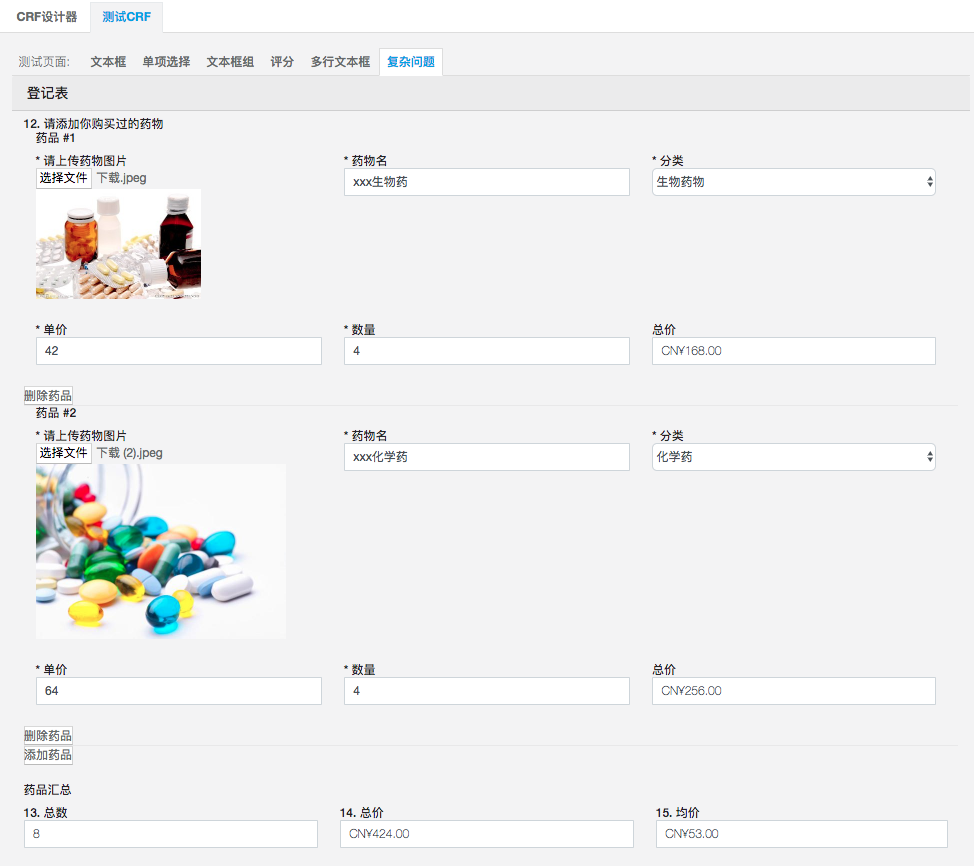 CRF设计器 测试CRF
测试页面: 文本框 单项选择 文本框组 评分 多行文本框 复杂问题
登记表
12. 请添加你购买过的药物
药品 #1
* 请上传药物图片 * 药物名 * 分类
选择文件 下载.jpeg xxx生物药 生物药物
* 单价 * 数量 总价
42 4 CN¥168.00
删除药品
药品 #2
* 请上传药物图片 * 药物名 * 分类
选择文件 下载 (2).jpeg xxx化学药 化学药
* 单价 * 数量 总价
64 4 CN¥256.00
删除药品
添加药品
药品汇总
13. 总数 14. 总价 15. 均价
8 CN¥424.00 CN¥53.00